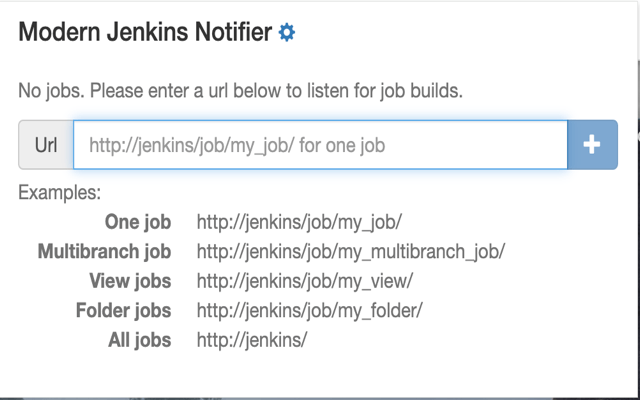 Modern Jenkins Notifier
No jobs. Please enter a url below to listen for job builds.
Url http://jenkins/job/my_job/ for one job
Examples:
One job http://jenkins/job/my_job/
Multibranch job http://jenkins/job/my_multibranch_job/
View jobs http://jenkins/job/my_view/
Folder jobs http://jenkins/job/my_folder/
All jobs http://jenkins/